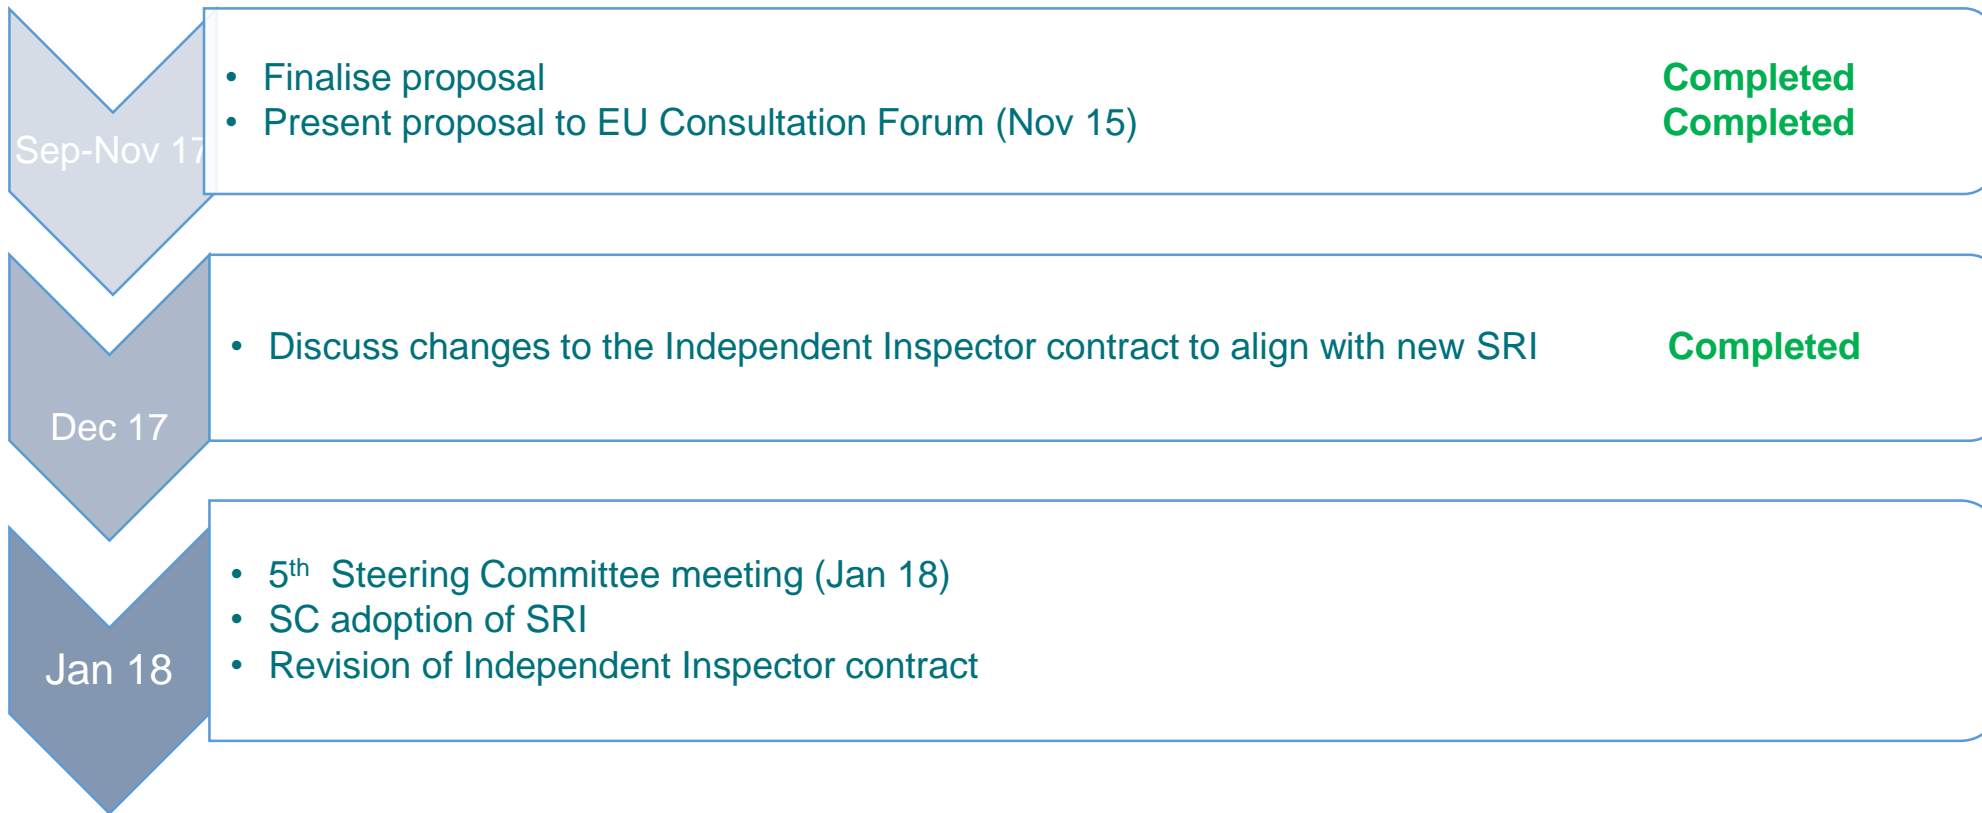 Sep-Nov 17
• Finalise proposal Completed
• Present proposal to EU Consultation Forum (Nov 15) Completed
Dec 17
• Discuss changes to the Independent Inspector contract to align with new SRI Completed
Jan 18
• 5th Steering Committee meeting (Jan 18)
• SC adoption of SRI
• Revision of Independent Inspector contract